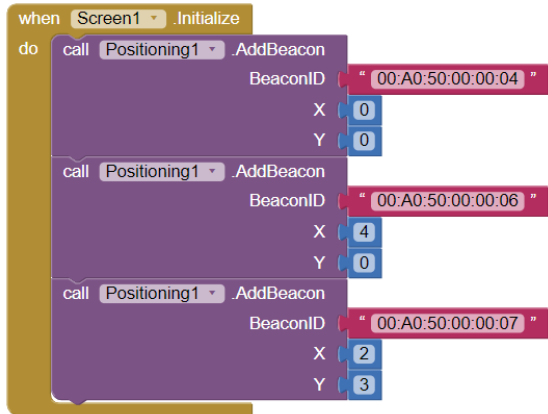 when Screen1 .Initialize
do call Positioning1 .AddBeacon
BeaconID " 00:A0:50:00:00:04 "
X 0
Y 0
call Positioning1 .AddBeacon
BeaconID " 00:A0:50:00:00:06 "
X 4
Y 0
call Positioning1 .AddBeacon
BeaconID " 00:A0:50:00:00:07 "
X 2
Y 3